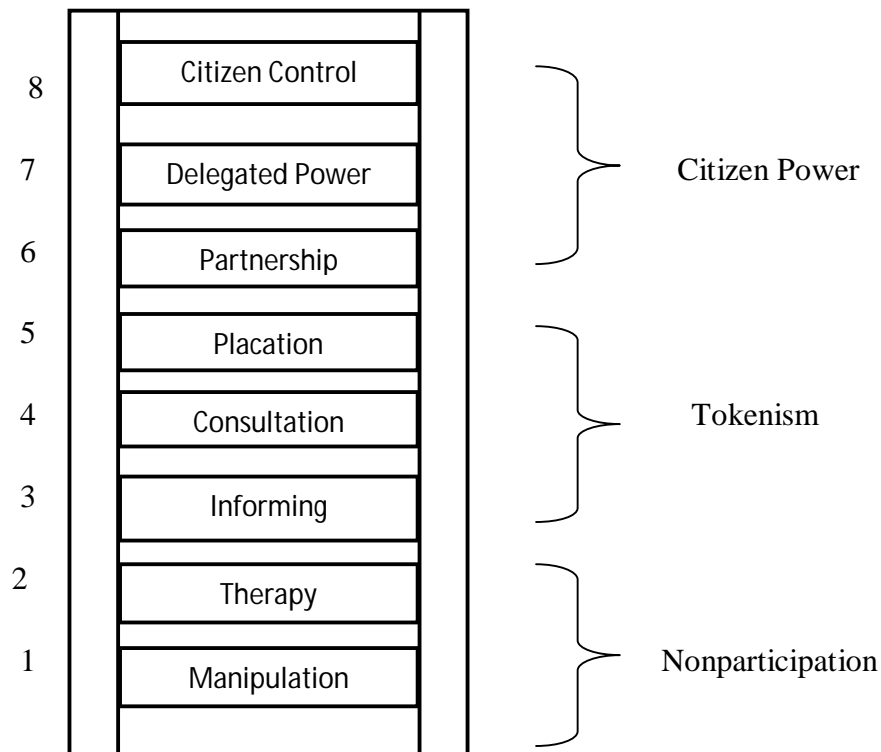 8
Citizen Control
7
Delegated Power
Citizen Power
6
Partnership
5
Placation
4
Consultation
Tokenism
3
Informing
2
Therapy
1
Manipulation
Nonparticipation